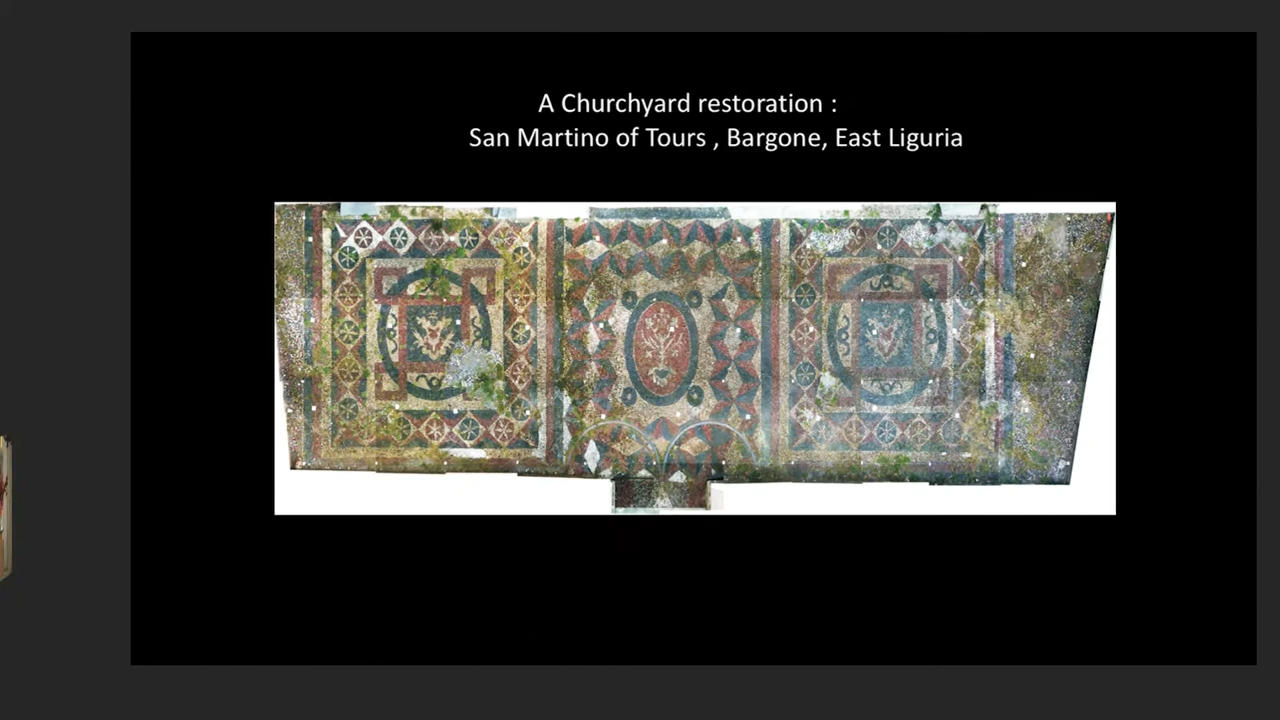 A Churchyard restoration :
San Martino of Tours , Bargone, East Liguria